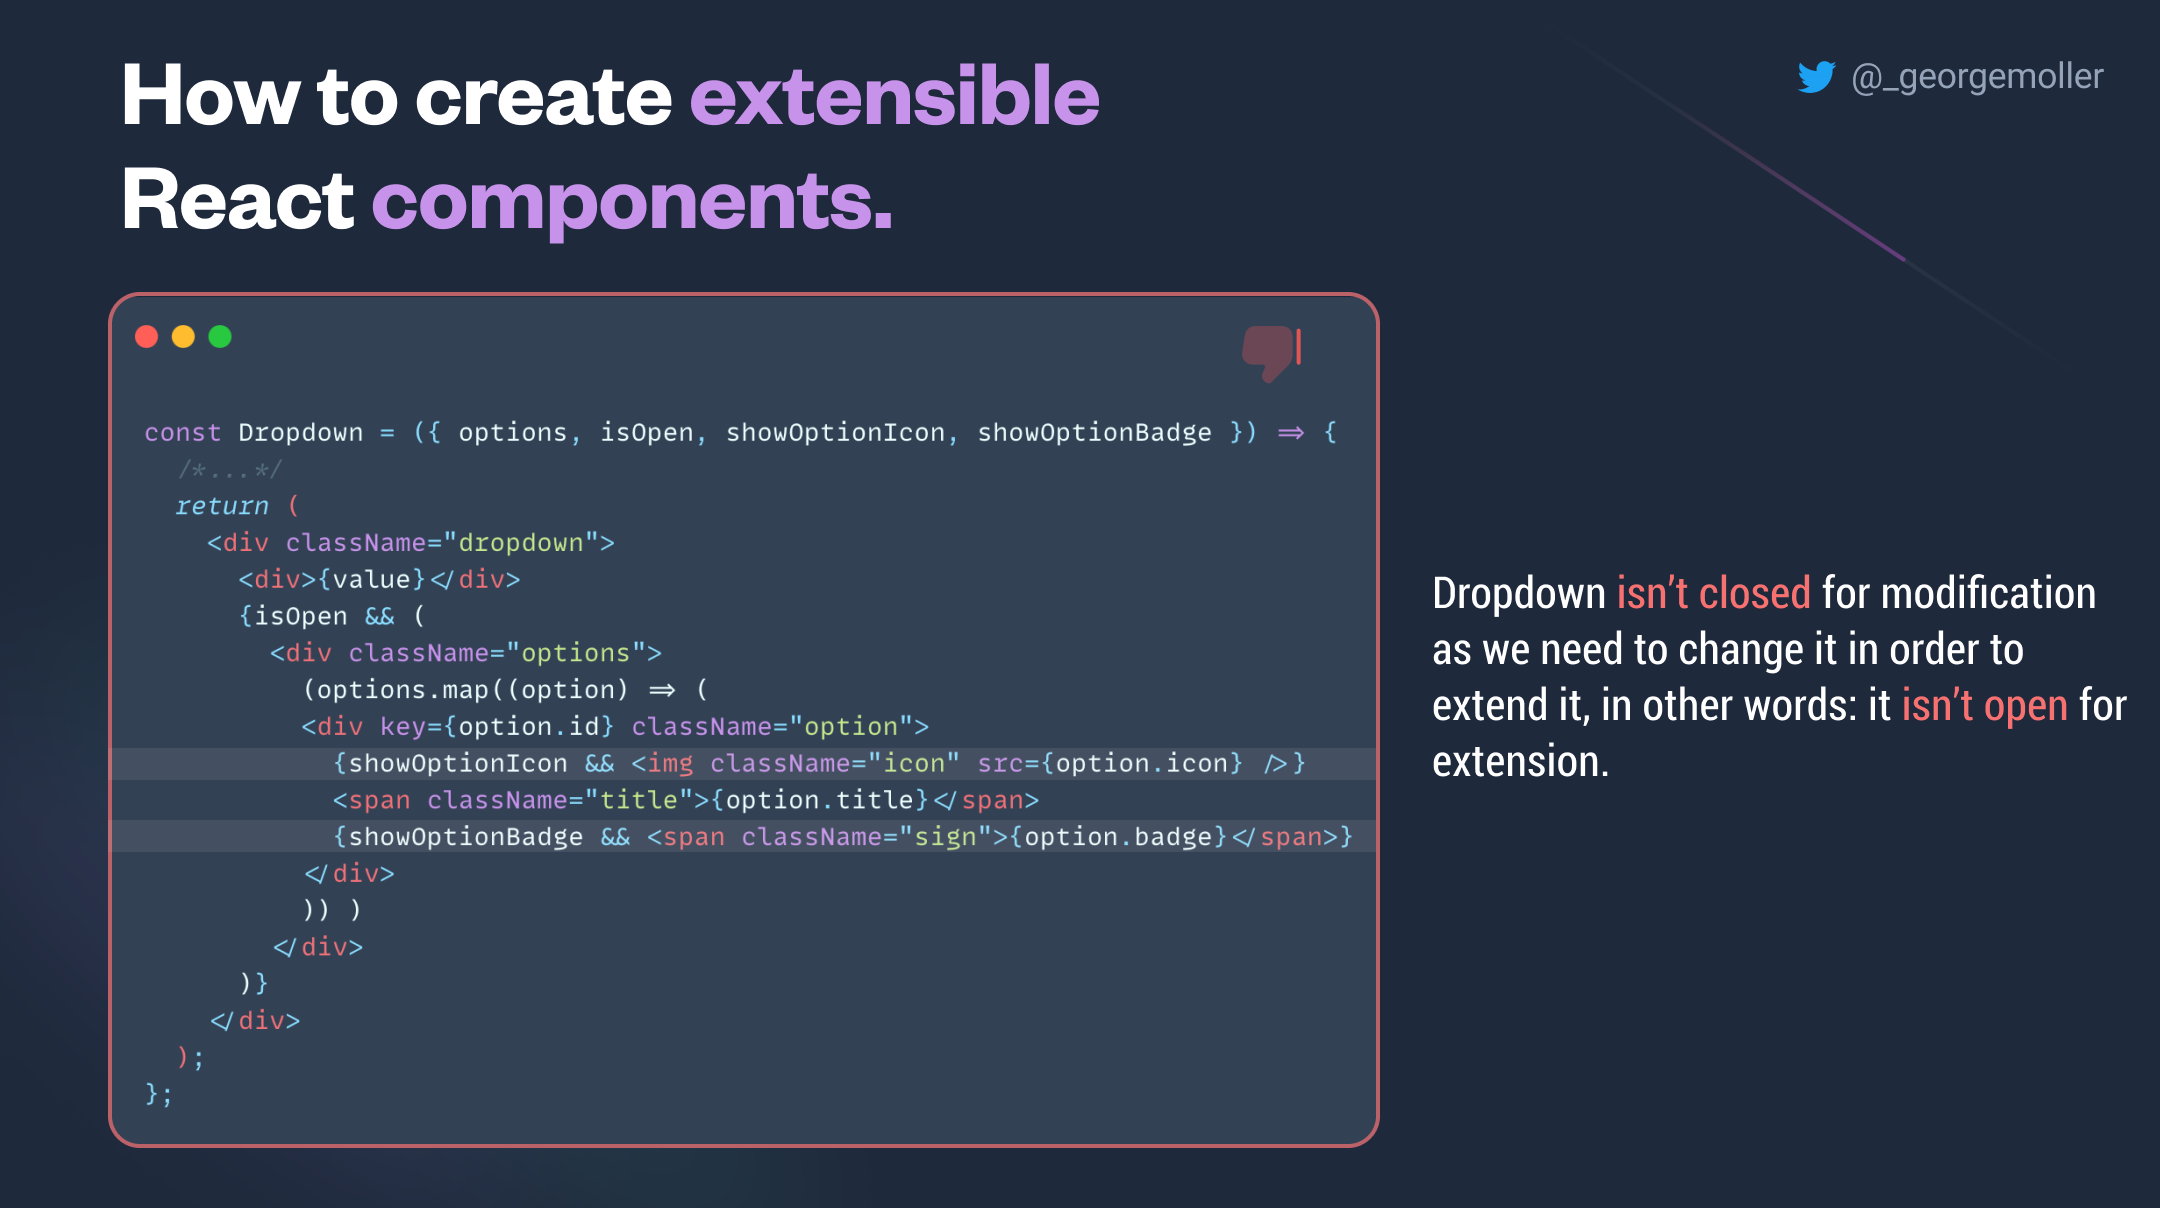 How to create extensible
React components.
@_georgemoller
const Dropdown = ({ options, isOpen, showOptionIcon, showOptionBadge }) => {
/*...*/
return (
<div className="dropdown">
<div>{value}</div>
{isOpen && (
<div className="options">
(options.map((option) => (
<div key={option.id} className="option">
{showOptionIcon && <img className="icon" src={option.icon} />}
<span className="title">{option.title}</span>
{showOptionBadge && <span className="sign">{option.badge}</span>}
</div>
)) )
</div>
)}
</div>
);
};
Dropdown isn’t closed for modification
as we need to change it in order to
extend it, in other words: it isn’t open for
extension.